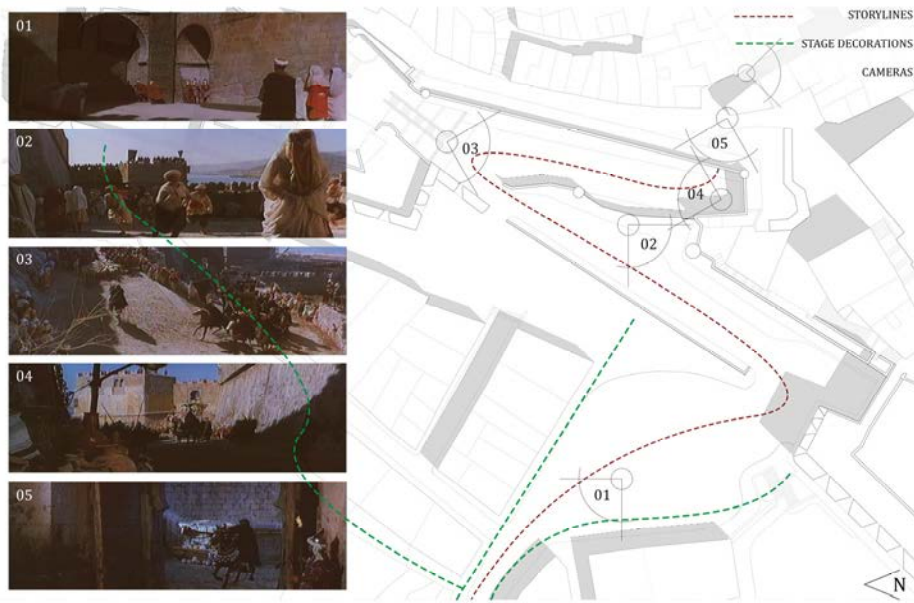 01
02
03
04
05
STORYLINES
STAGE DECORATIONS
CAMERAS
03
05
04
02
01
N